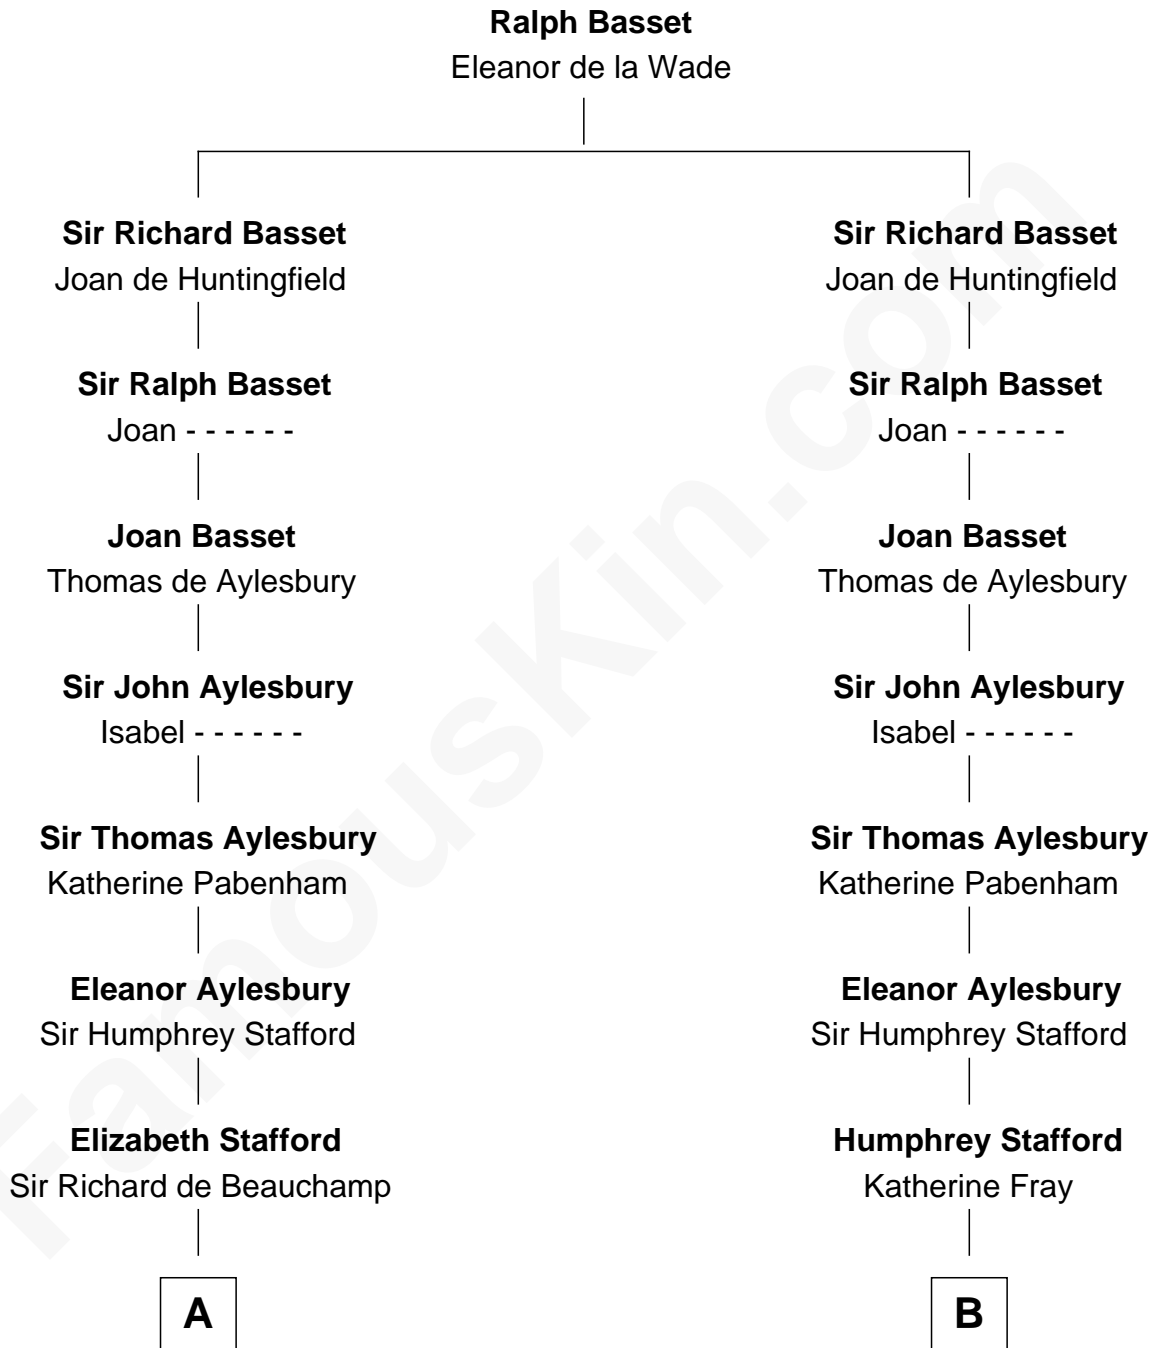 Ralph Basset
Eleanor de la Wade
Sir Richard Basset
Joan de Huntingfield
Sir Ralph Basset
Joan - - - - - -
Joan Basset
Thomas de Aylesbury
Sir John Aylesbury
Isabel - - - - - -
Sir Thomas Aylesbury
Katherine Pabenham
Eleanor Aylesbury
Sir Humphrey Stafford
Elizabeth Stafford
Sir Richard de Beauchamp
A
Sir Richard Basset
Joan de Huntingfield
Sir Ralph Basset
Joan - - - - - -
Joan Basset
Thomas de Aylesbury
Sir John Aylesbury
Isabel - - - - - -
Sir Thomas Aylesbury
Katherine Pabenham
Eleanor Aylesbury
Sir Humphrey Stafford
Humphrey Stafford
Katherine Fray
B
FamousKin.com